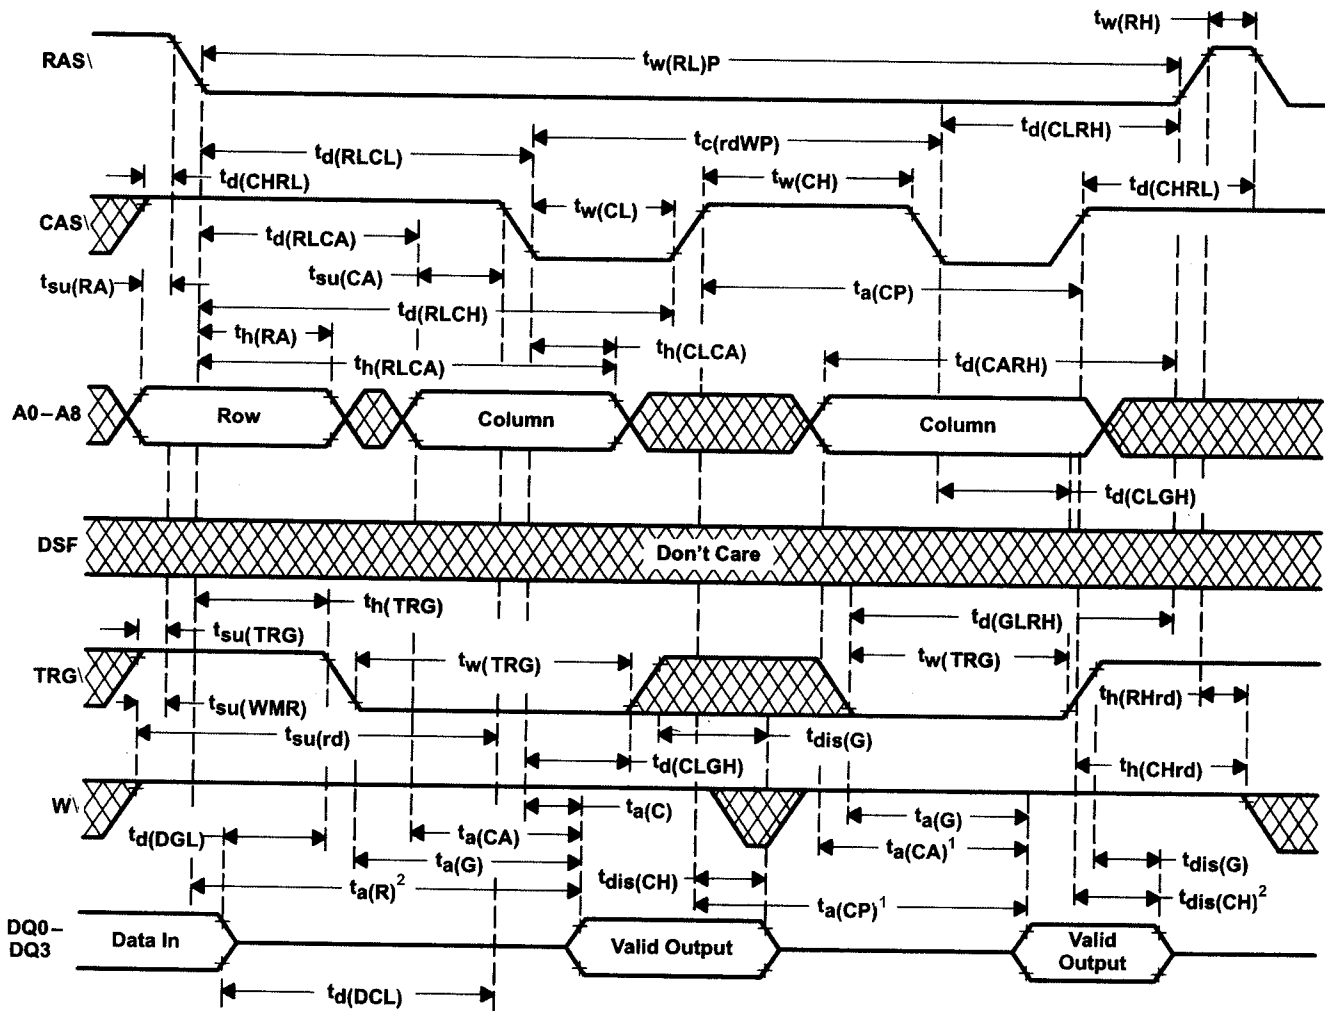 tw(RH)
RAS\
tw(RL)P
td(CLRH)
tc(rdWP)
td(RLCL)
td(CHRL)
tw(CH)
td(CHRL)
CAS\
tw(CL)
td(RLCA)
tsu(RA)
tsu(CA)
ta(CP)
td(RLCH)
th(RA)
th(CLCA)
th(RLCA)
td(CARH)
A0–A8
Row
Column
Column
td(CLGH)
DSF
Don't Care
th(TRG)
td(GLRH)
tsu(TRG)
TRG\
tw(TRG)
tw(TRG)
tsu(WMR)
th(RHrd)
tsu(rd)
tdis(G)
td(CLGH)
th(CHrd)
W\
ta(C)
ta(G)
td(DGL)
ta(CA)
ta(CA)1
ta(G)
tdis(G)
ta(R)2
tdis(CH)
tdis(CH)2
ta(CP)1
DQ0–
DQ3
Data In
Valid Output
Valid
Output
td(DCL)